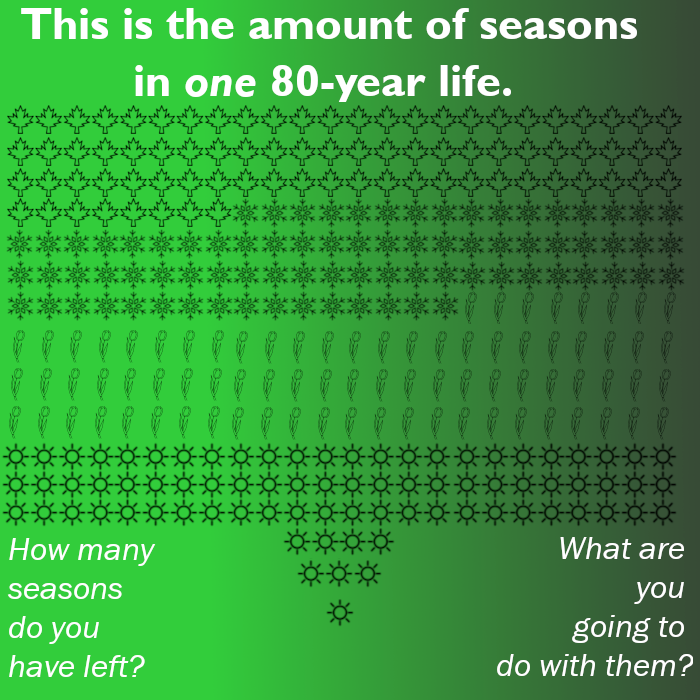 This is the amount of seasons
in one 80-year life.
How many
seasons
do you
have left?
What are
you
going to
do with them?